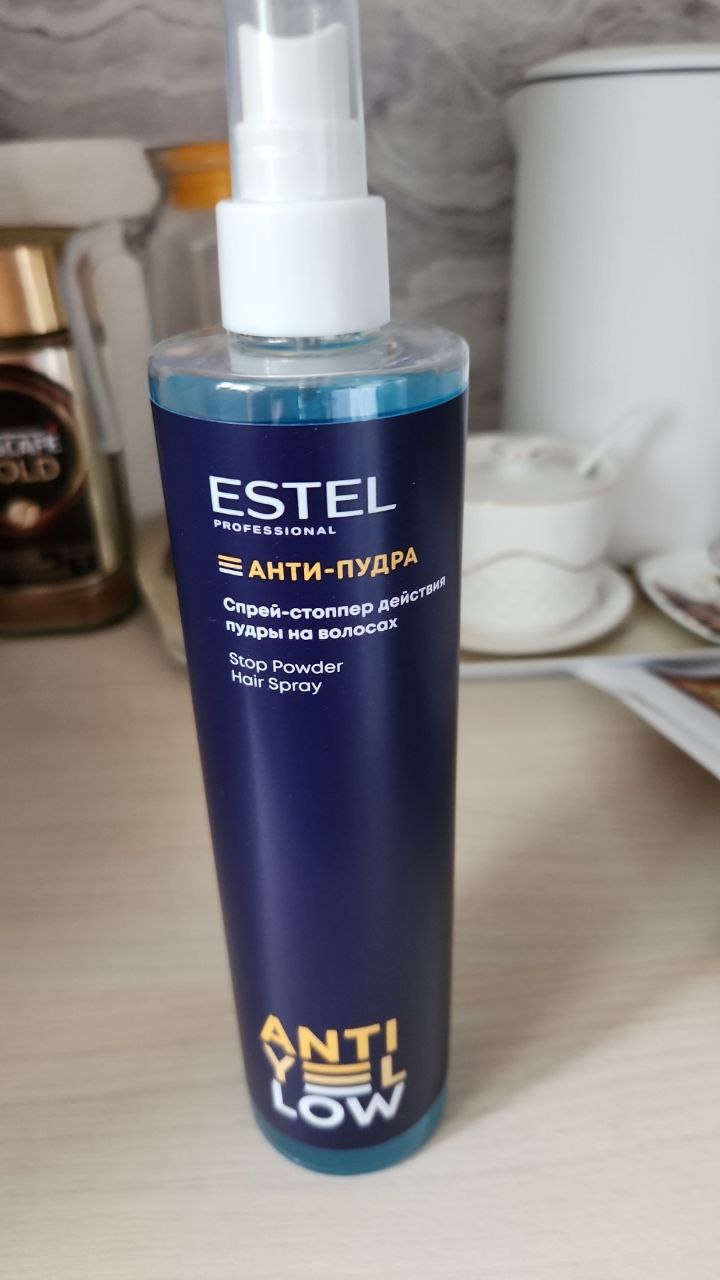 ESTEL
PROFESSIONAL
АНТИ-ПУДРА
Спрей-стоппер действия
пудры на волосах
Stop Powder
Hair Spray
ANTI
YEL
LOW